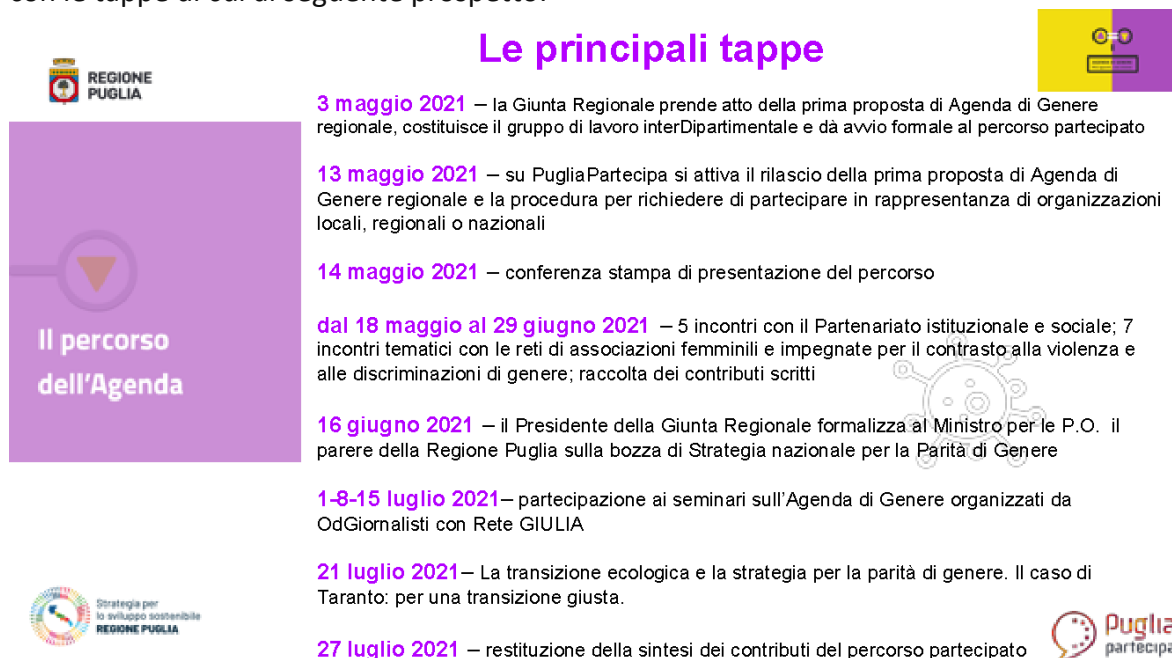 con le tappe di cui al seguente prospetto:
Le principali tappe
REGIONE
PUGLIA
3 maggio 2021 – la Giunta Regionale prende atto della prima proposta di Agenda di Genere
regionale, costituisce il gruppo di lavoro interDipartimentale e dà avvio formale al percorso partecipato
13 maggio 2021 – su PugliaPartecipa si attiva il rilascio della prima proposta di Agenda di
Genere regionale e la procedura per richiedere di partecipare in rappresentanza di organizzazioni
locali, regionali o nazionali
14 maggio 2021 – conferenza stampa di presentazione del percorso
Il percorso
dell'Agenda
dal 18 maggio al 29 giugno 2021 – 5 incontri con il Partenariato istituzionale e sociale; 7
incontri tematici con le reti di associazioni femminili e impegnate per il contrasto alla violenza e
alle discriminazioni di genere; raccolta dei contributi scritti
16 giugno 2021 – il Presidente della Giunta Regionale formalizza al Ministro per le P.O. il
parere della Regione Puglia sulla bozza di Strategia nazionale per la Parità di Genere
1-8-15 luglio 2021– partecipazione ai seminari sull'Agenda di Genere organizzati da
OdGiornalisti con Rete GIULIA
21 luglio 2021– La transizione ecologica e la strategia per la parità di genere. Il caso di
Taranto: per una transizione giusta.
27 luglio 2021 – restituzione della sintesi dei contributi del percorso partecipato
Strategia per
lo sviluppo sostenibile
REGIONE PUGLIA
Puglia
partecipa